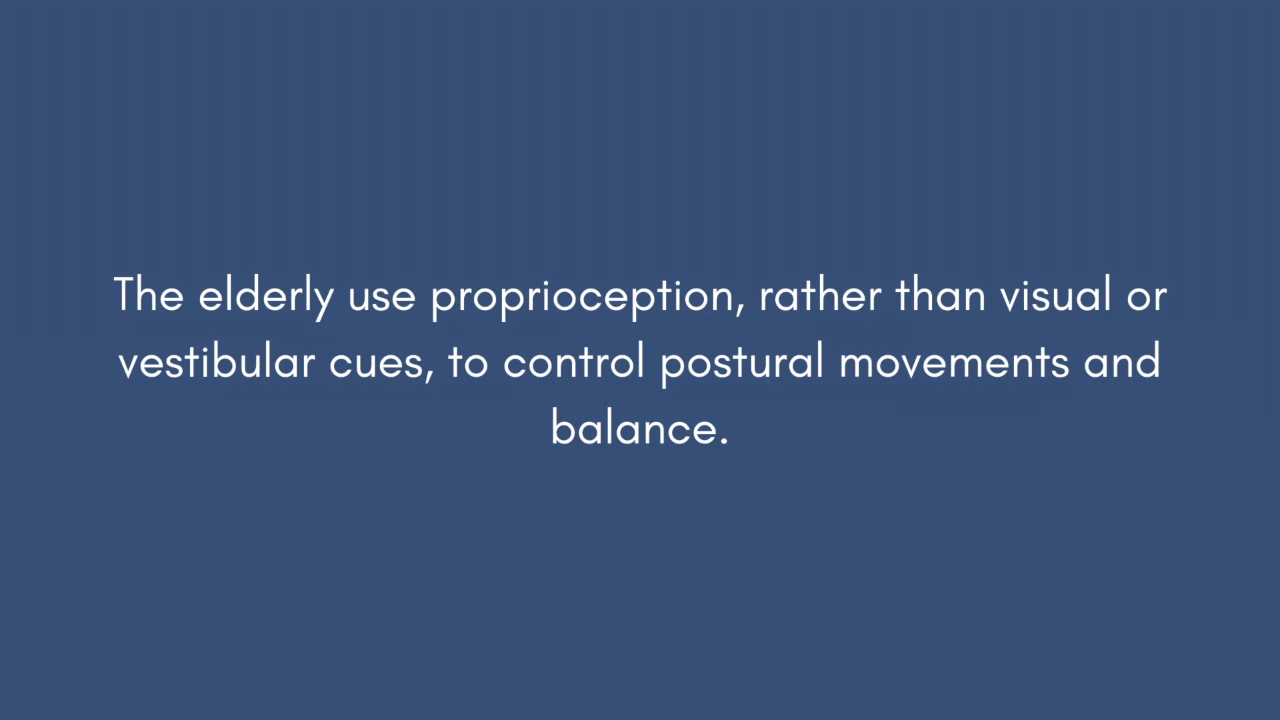 The elderly use proprioception, rather than visual or
vestibular cues, to control postural movements and
balance.